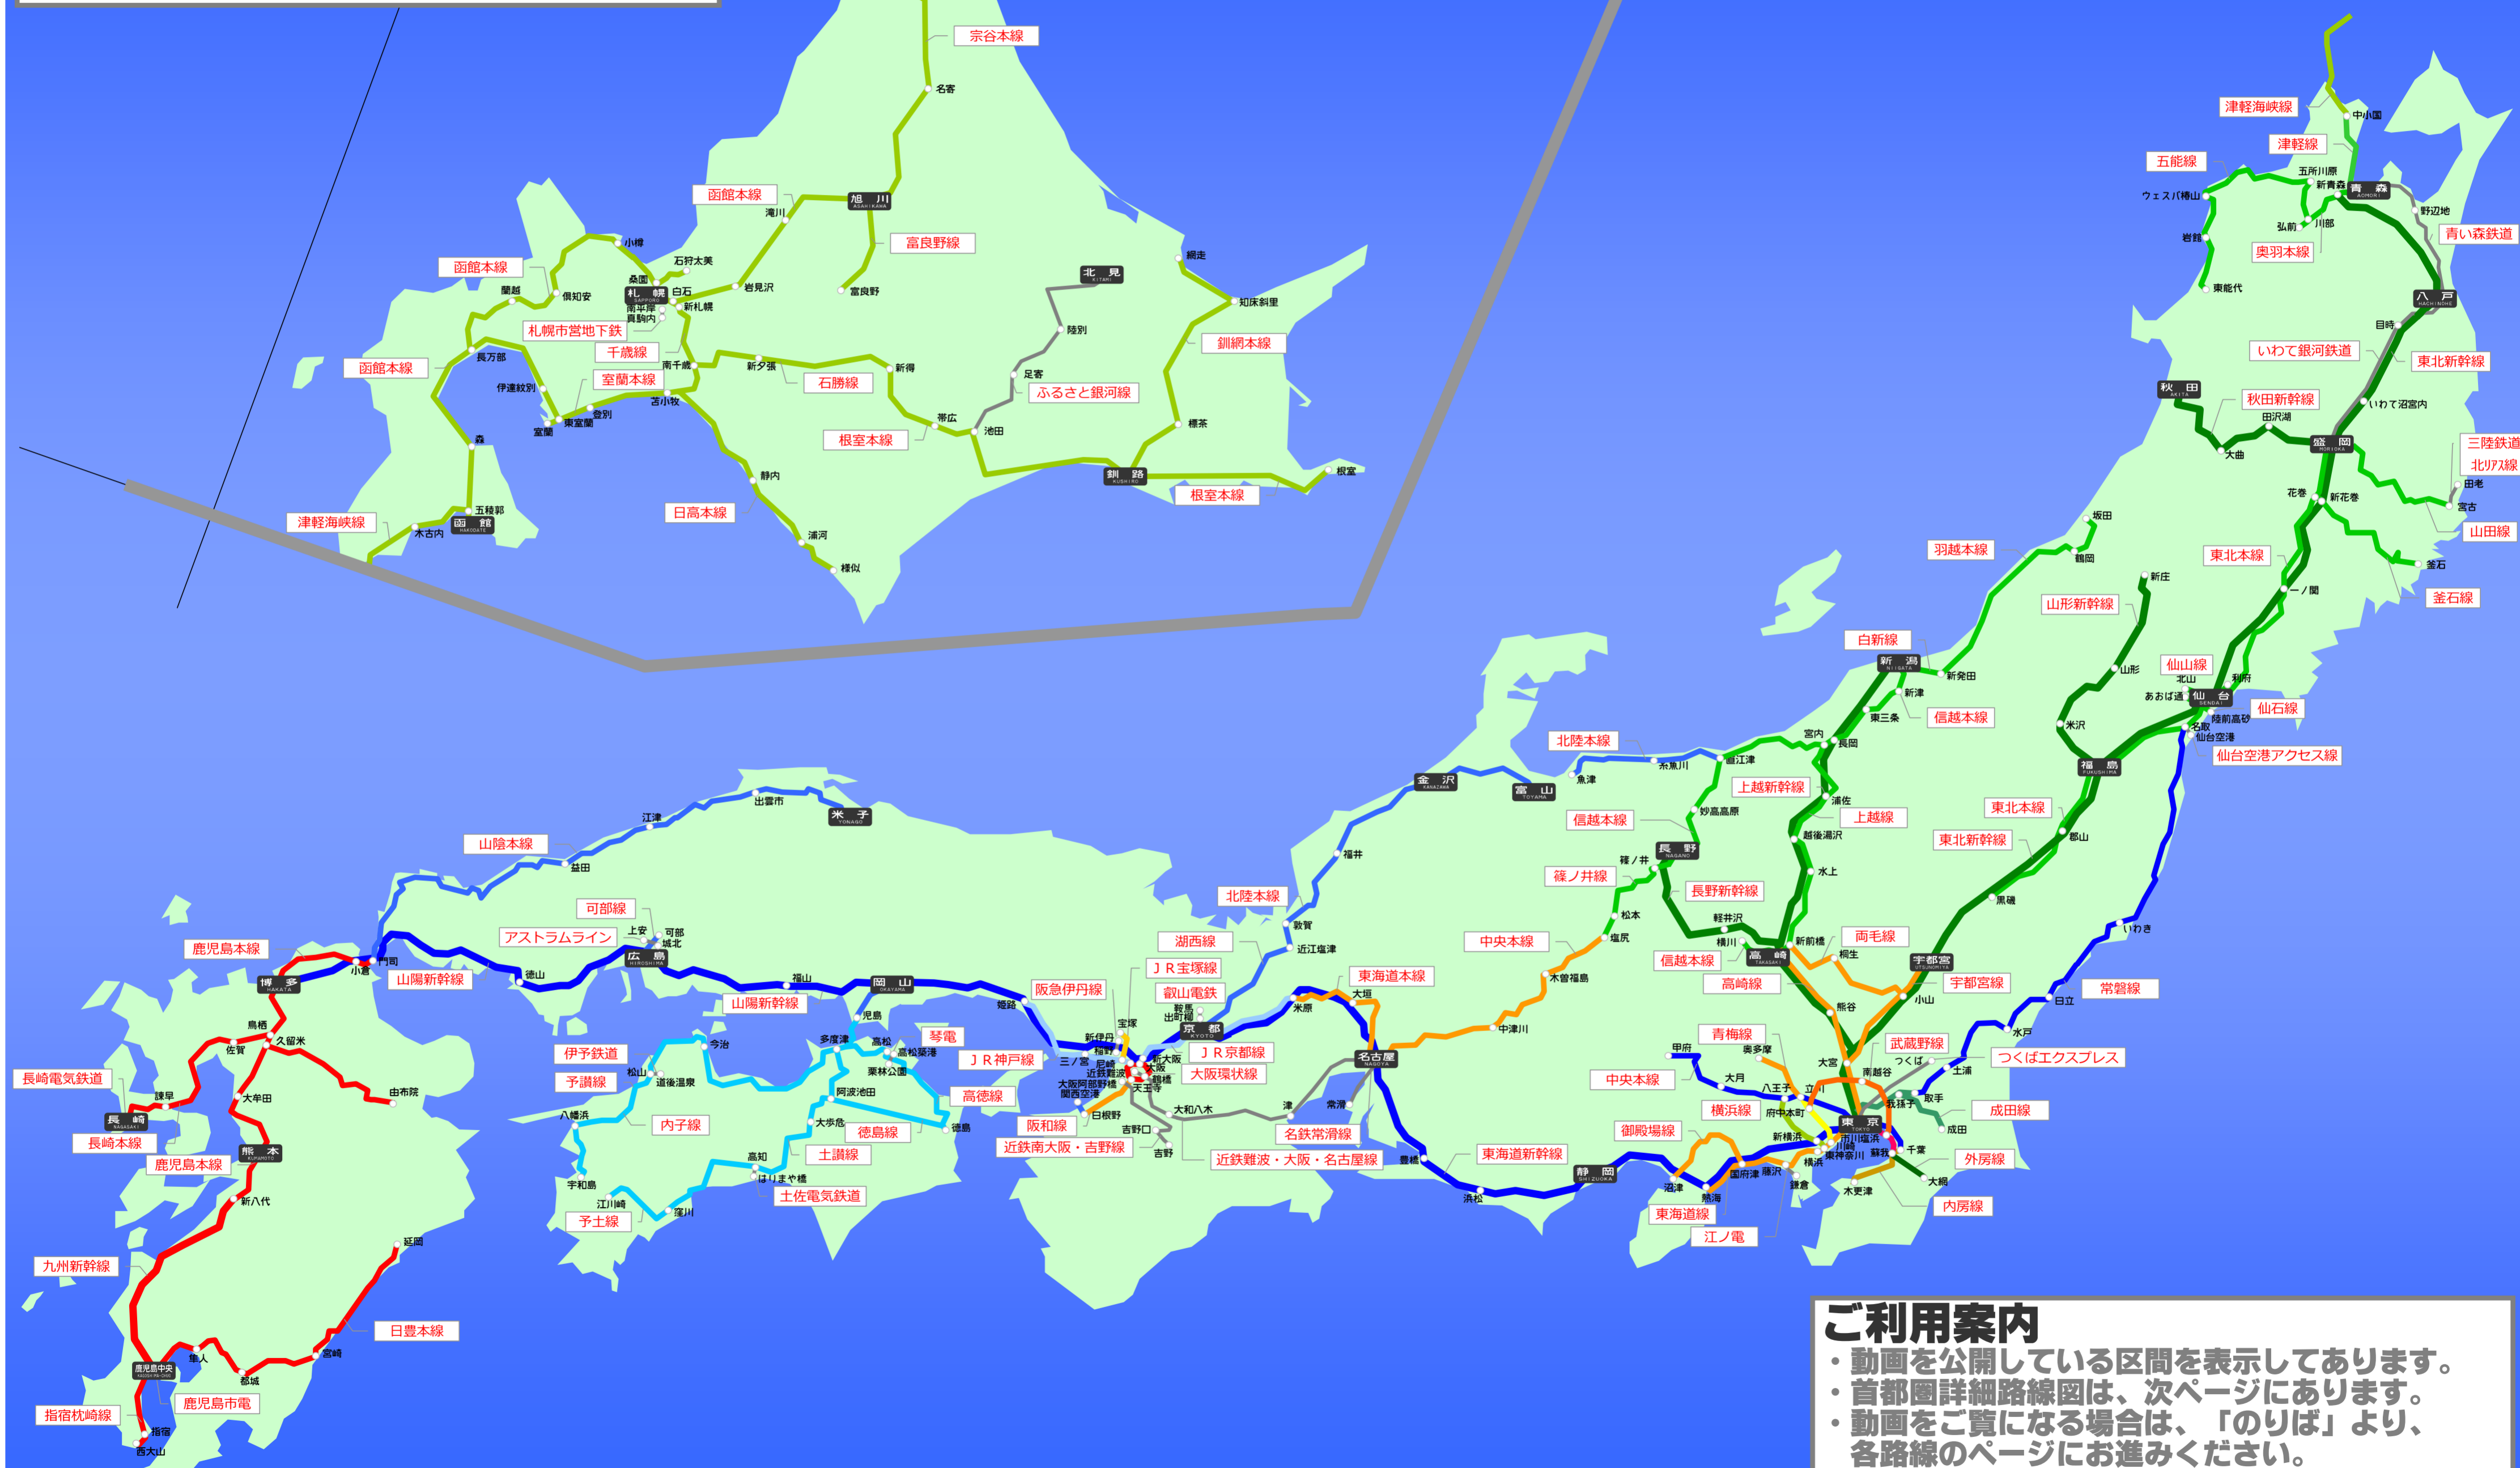 宗谷本線
名寄
函館本線
滝川
旭川
ASAHIKAWA
富良野線
富良野
小樽
石狩太美
桑園
函館本線
蘭越
倶知安
札幌
SAPPORO
白石
岩見沢
新札幌
南平岸
真駒内
札幌市営地下鉄
千歳線
函館本線
長万部
室蘭本線
伊達紋別
東室蘭
室蘭
登別
苫小牧
南千歳
新夕張
石勝線
新得
帯広
根室本線
池田
北見
KITAMI
陸別
足寄
ふるさと銀河線
網走
知床斜里
釧網本線
標茶
釧路
KUSHIRO
根室本線
根室
森
五稜郭
函館
HAKODATE
木古内
津軽海峡線
静内
日高本線
浦河
様似
津軽海峡線
中小国
津軽線
五能線
五所川原
新青森
青森
AOMORI
ウェスパ椿山
野辺地
弘前
川部
岩館
奥羽本線
青い森鉄道
東能代
八戸
HACHINOHE
目時
いわて銀河鉄道
東北新幹線
秋田
AKITA
秋田新幹線
田沢湖
いわて沼宮内
大曲
盛岡
MORIOKA
三陸鉄道
北ﾘｱｽ線
田老
宮古
山田線
花巻
新花巻
東北本線
釜石
釜石線
一ノ関
坂田
鶴岡
羽越本線
新庄
山形新幹線
白新線
新潟
NIIGATA
新発田
新津
東三条
信越本線
山形
仙山線
北山
利府
あおば通
仙台
SENDAI
仙石線
陸前高砂
名取
仙台空港
仙台空港アクセス線
米沢
福島
FUKUSHIMA
宮内
長岡
北陸本線
糸魚川
直江津
魚津
金沢
KANAZAWA
富山
TOYAMA
上越新幹線
浦佐
妙高高原
信越本線
上越線
越後湯沢
東北本線
郡山
東北新幹線
長野
NAGANO
篠ノ井
篠ノ井線
長野新幹線
水上
黒磯
いわき
松本
塩尻
中央本線
軽井沢
横川
信越本線
高崎
TAKASAKI
新前橋
両毛線
桐生
宇都宮
UTSUNOMIYA
宇都宮線
小山
高崎線
熊谷
常磐線
日立
水戸
木曽福島
中津川
福井
北陸本線
敦賀
近江塩津
湖西線
東海道本線
大垣
米原
名古屋
NAGOYA
ＪＲ宝塚線
阪急伊丹線
叡山電鉄
鞍馬
出町柳
京都
KYOTO
宝塚
新伊丹
稲野
尼崎
三ノ宮
ＪＲ神戸線
新大阪
大阪
ＪＲ京都線
大阪環状線
近鉄難波
鶴橋
天王寺
大阪阿部野橋
関西空港
日根野
阪和線
大和八木
吉野口
吉野
近鉄南大阪・吉野線
近鉄難波・大阪・名古屋線
津
常滑
名鉄常滑線
豊橋
浜松
東海道新幹線
静岡
SHIZUOKA
沼津
熱海
東海道線
御殿場線
国府津
藤沢
鎌倉
江ノ電
甲府
中央本線
大月
青梅線
奥多摩
八王子
立川
横浜線
府中本町
新横浜
横浜
東神奈川
川崎
大宮
武蔵野線
南越谷
つくば
つくばエクスプレス
土浦
取手
我孫子
成田線
成田
東京
TOKYO
市川塩浜
千葉
蘇我
外房線
大網
木更津
内房線
米子
YONAGO
出雲市
江津
山陰本線
益田
可部線
可部
上安
城北
アストラムライン
広島
HIROSHIMA
徳山
山陽新幹線
福山
山陽新幹線
岡山
OKAYAMA
姫路
児島
多度津
高松
琴電
高松築港
栗林公園
今治
伊予鉄道
松山
道後温泉
予讃線
内子線
八幡浜
宇和島
阿波池田
大歩危
高徳線
徳島線
徳島
土讃線
高知
はりまや橋
土佐電気鉄道
江川崎
予土線
窪川
鹿児島本線
門司
小倉
博多
HAKATA
鳥栖
久留米
佐賀
由布院
長崎電気鉄道
諫早
大牟田
長崎
NAGASAKI
長崎本線
鹿児島本線
熊本
KUMAMOTO
新八代
延岡
九州新幹線
日豊本線
宮崎
隼人
都城
鹿児島中央
鹿児島市電
指宿枕崎線
指宿
西大山
ご利用案内
・動画を公開している区間を表示してあります。
・首都圏詳細路線図は、次ページにあります。
・動画をご覧になる場合は、「のりば」より、
各路線のページにお進みください。